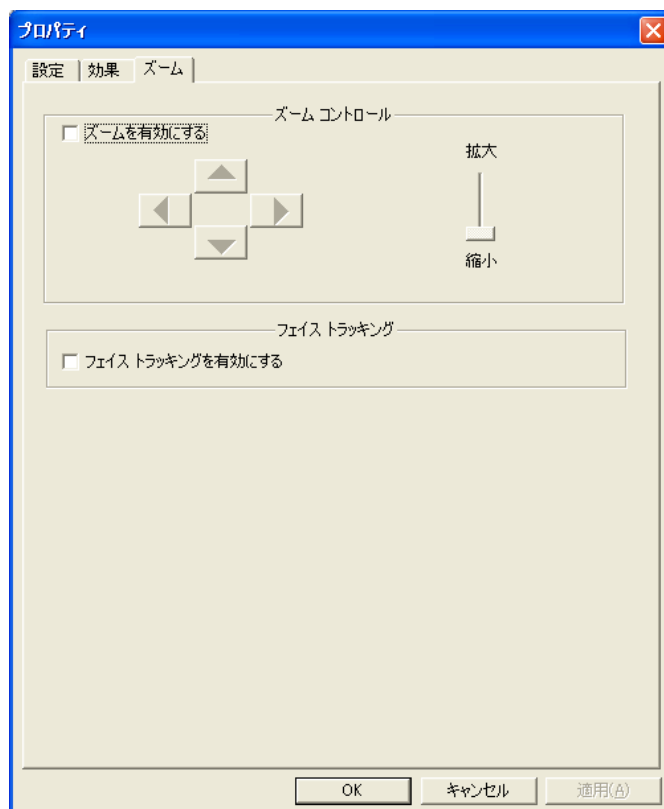 プロパティ
設定 効果 ズーム
ズーム コントロール
ズームを有効にする
拡大
縮小
フェイス トラッキング
フェイス トラッキングを有効にする
OK キャンセル 適用(A)